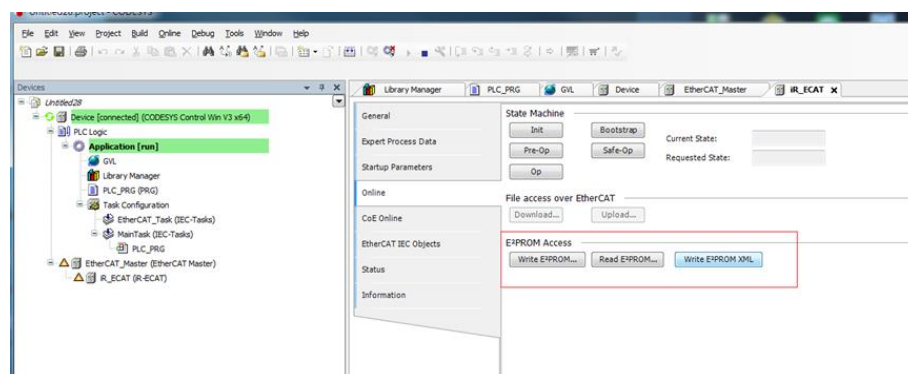 Untitled28.project - CODESYS
File Edit View Project Build Online Debug Tools Window Help
Devices
Untitled28
Device [connected] (CODESYS Control Win V3 x64)
PLC Logic
Application [run]
GVL
Library Manager
PLC_PRG (PRG)
Task Configuration
EtherCAT_Task (IEC-Tasks)
MainTask (IEC-Tasks)
PLC_PRG
EtherCAT_Master (EtherCAT Master)
iR_ECAT (iR-ECAT)
Library Manager PLC_PRG GVL Device EtherCAT_Master iR_ECAT
General
Expert Process Data
Startup Parameters
Online
CoE Online
EtherCAT IEC Objects
Status
Information
State Machine
Init Bootstrap
Current State:
Pre-Op Safe-Op
Requested State:
Op
File access over EtherCAT
Download... Upload...
E²PROM Access
Write E²PROM... Read E²PROM... Write E²PROM XML